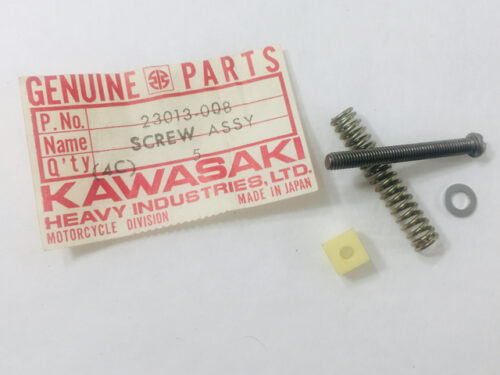 GENUINE PARTS
P.No. 23013-008
Name SCREW ASSY
Q'ty (4C) 5
KAWASAKI
HEAVY INDUSTRIES, LTD.
MOTORCYCLE DIVISION MADE IN JAPAN